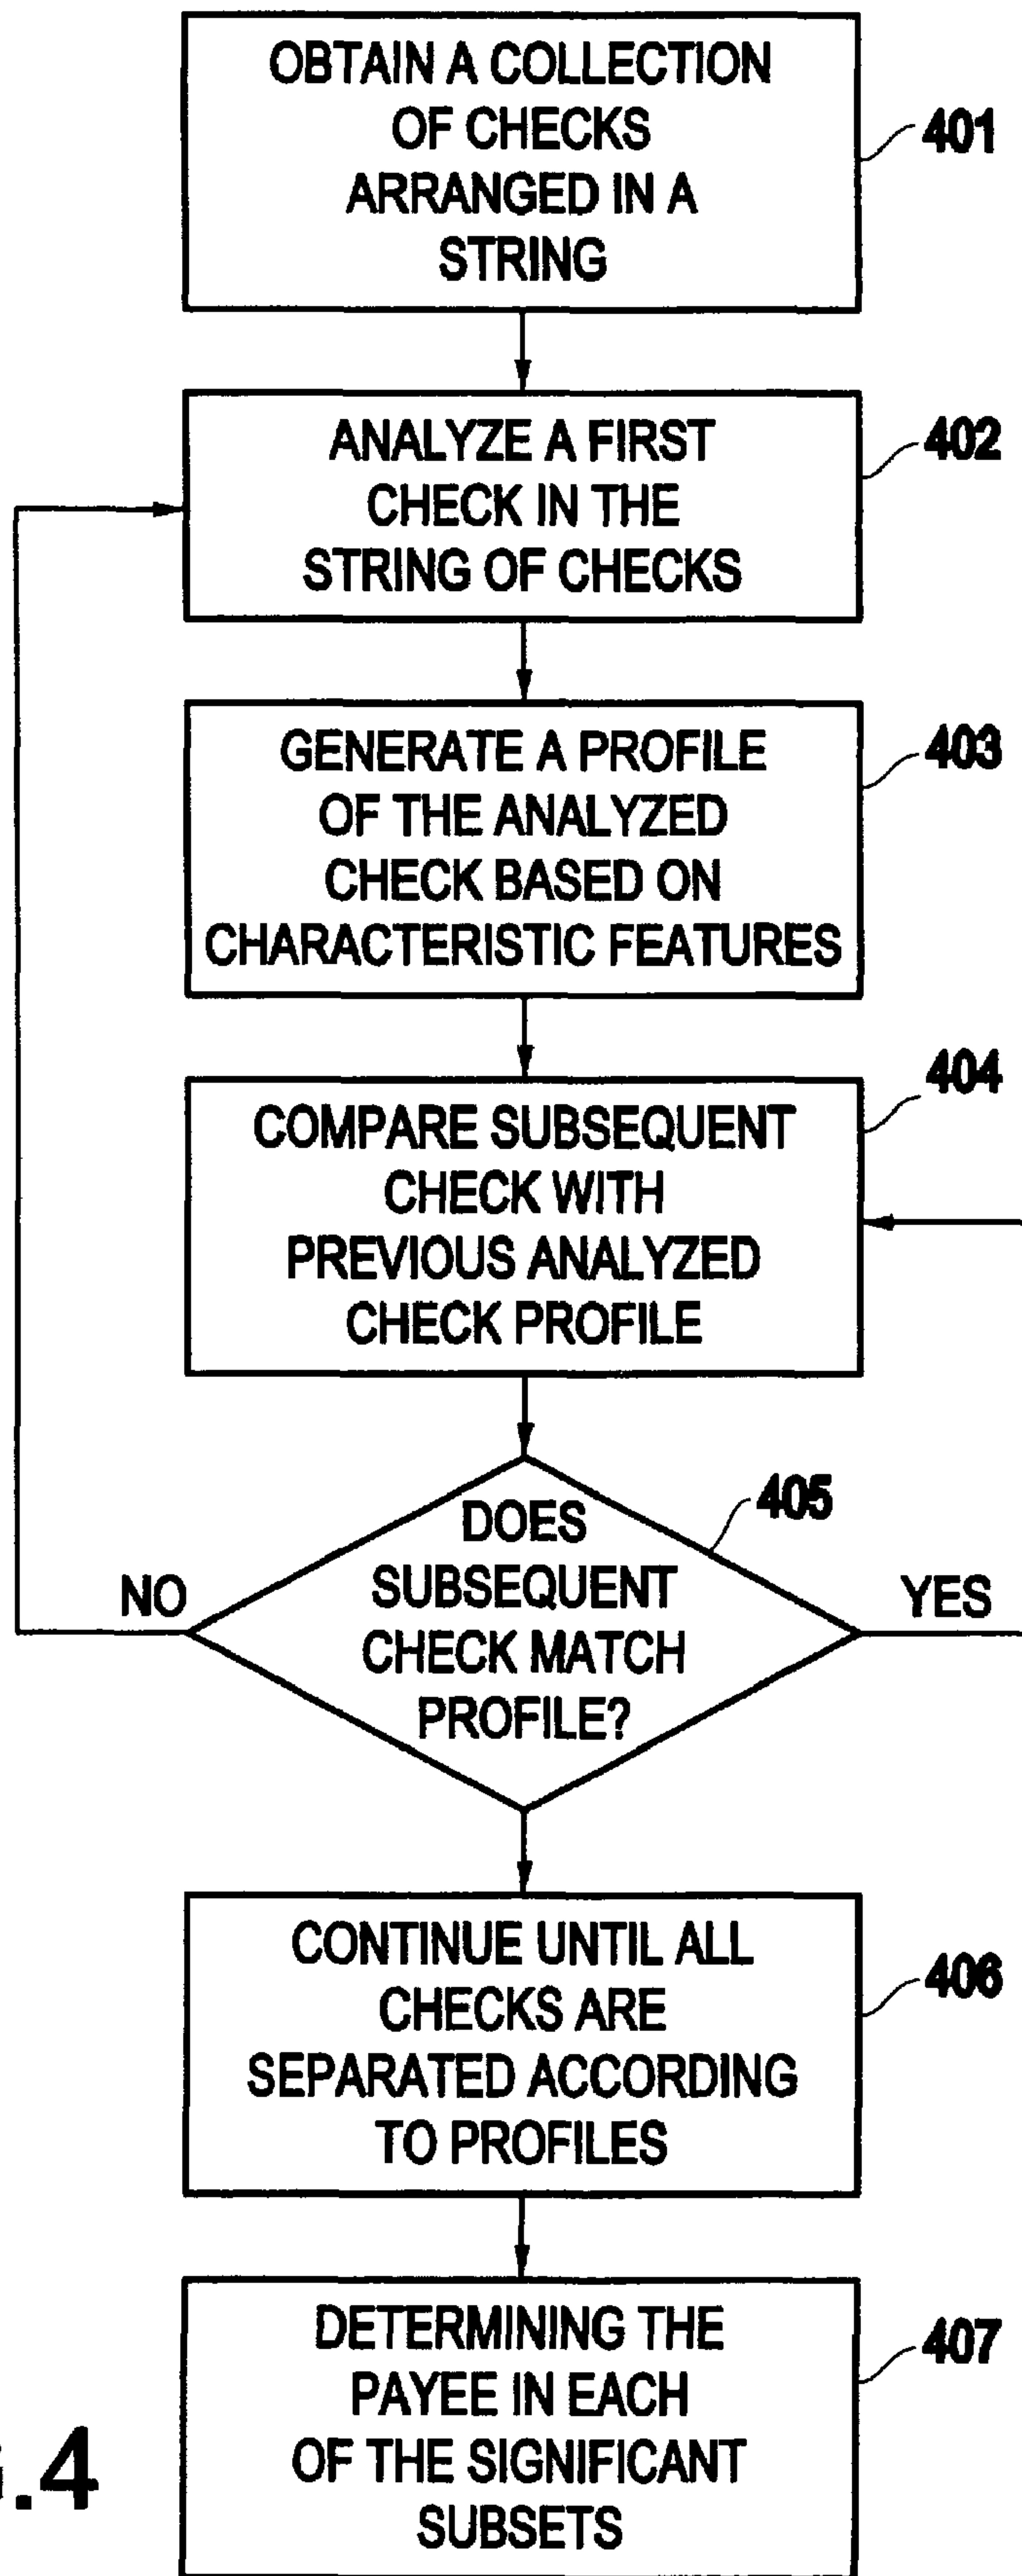 OBTAIN A COLLECTION
OF CHECKS
ARRANGED IN A
STRING
401
ANALYZE A FIRST
CHECK IN THE
STRING OF CHECKS
402
GENERATE A PROFILE
OF THE ANALYZED
CHECK BASED ON
CHARACTERISTIC FEATURES
403
COMPARE SUBSEQUENT
CHECK WITH
PREVIOUS ANALYZED
CHECK PROFILE
404
DOES
SUBSEQUENT
CHECK MATCH
PROFILE?
405
NO
YES
CONTINUE UNTIL ALL
CHECKS ARE
SEPARATED ACCORDING
TO PROFILES
406
DETERMINING THE
PAYEE IN EACH
OF THE SIGNIFICANT
SUBSETS
407
.4